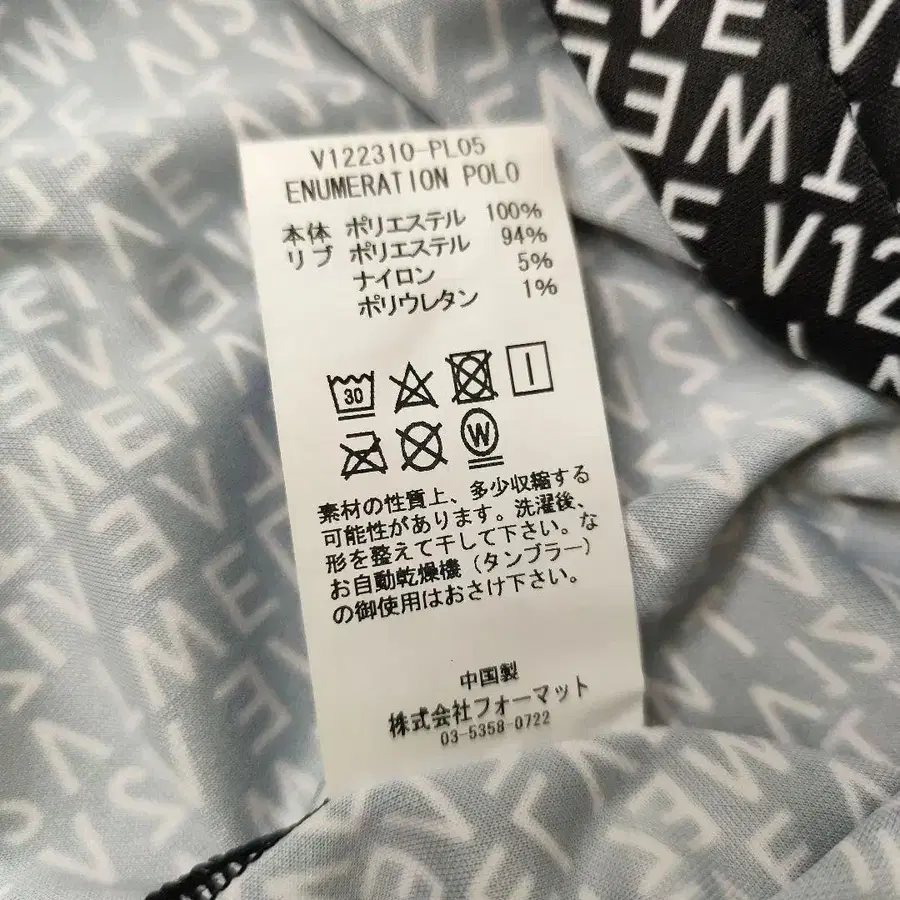 V122310-PL05
ENUMERATION POLO
本体 ポリエステル 100%
リブ ポリエステル 94%
ナイロン 5%
ポリウレタン 1%
30
W
素材の性質上、多少収縮する
可能性があります。洗濯後、
形を整えて干して下さい。な
お自動乾燥機（タンブラー）
の御使用はおさけ下さい。
中国製
株式会社フォーマット
03-5358-0722
V12